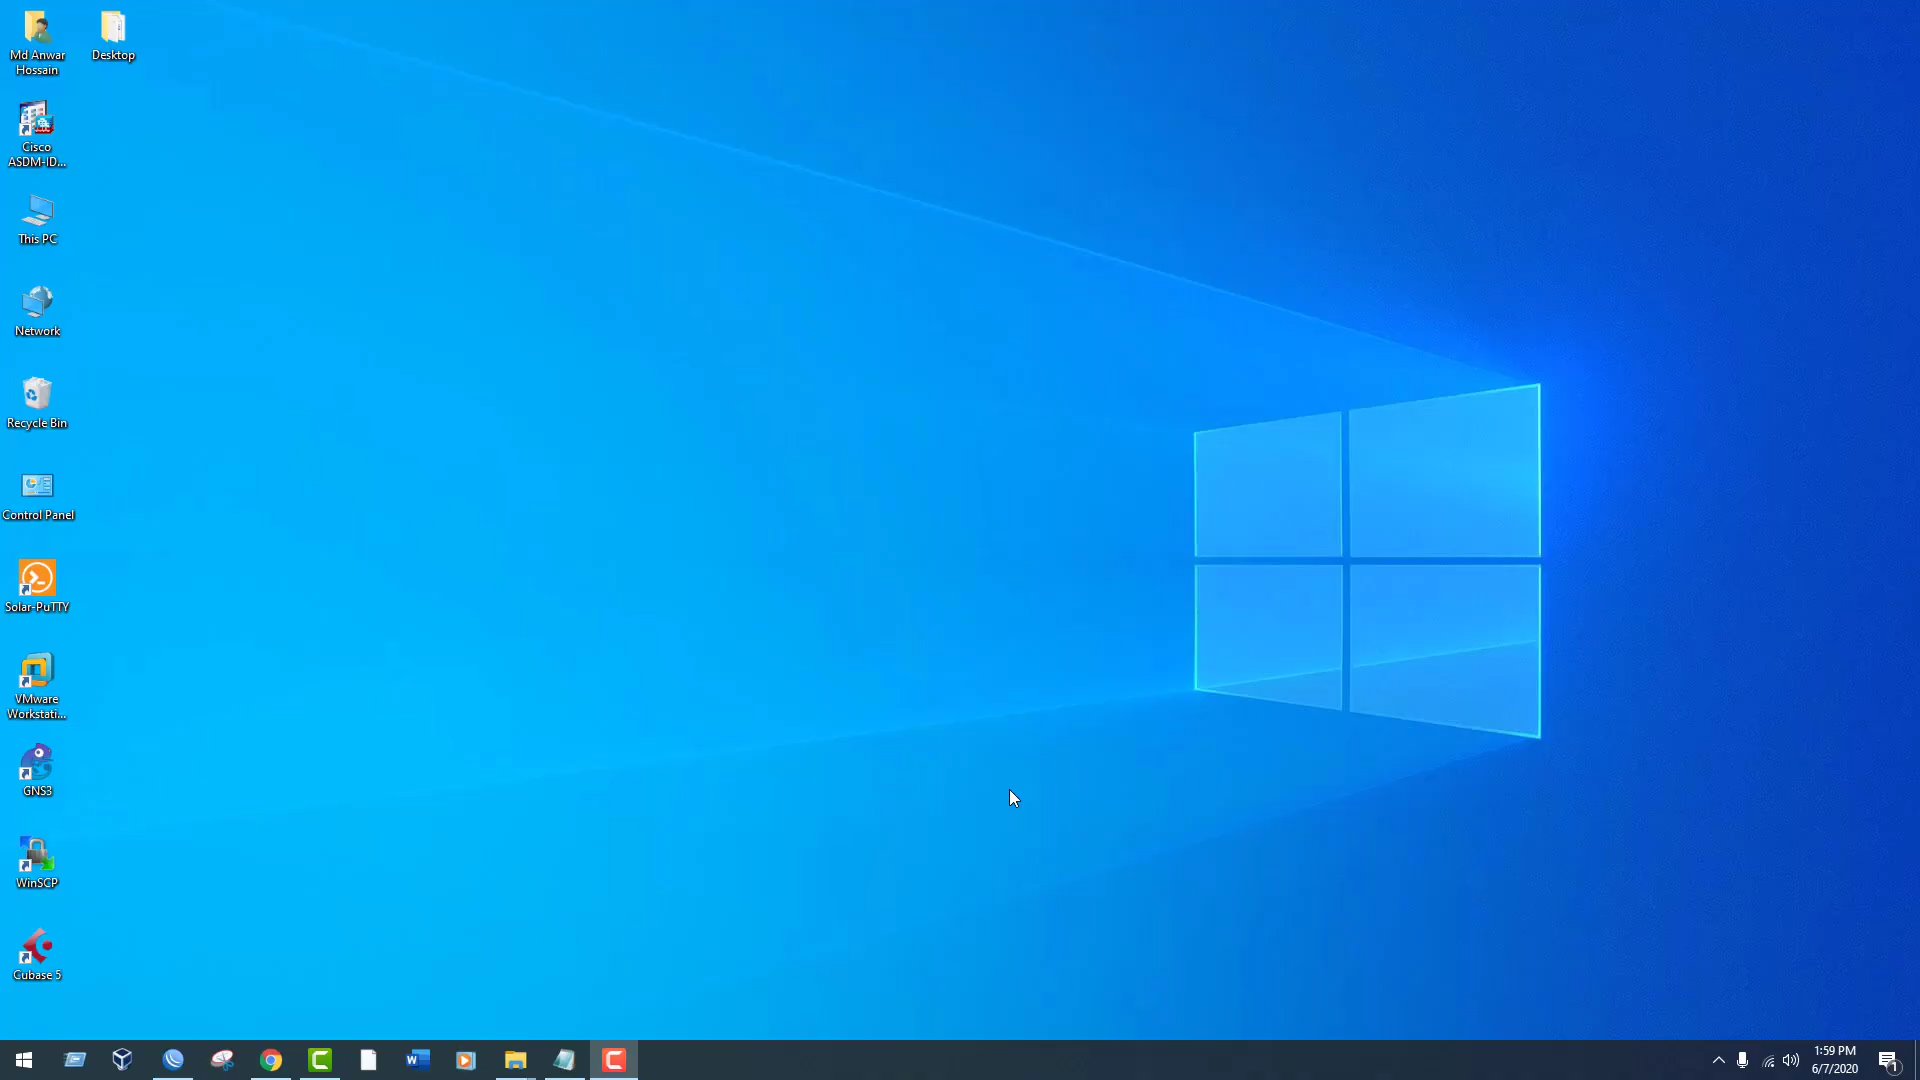 Md Anwar
Hossain
Desktop
Cisco
ASDM-ID...
This PC
Network
Recycle Bin
Control Panel
Solar-PuTTY
VMware
Workstati...
GNS3
WinSCP
Cubase 5
1:59 PM
6/7/2020
1